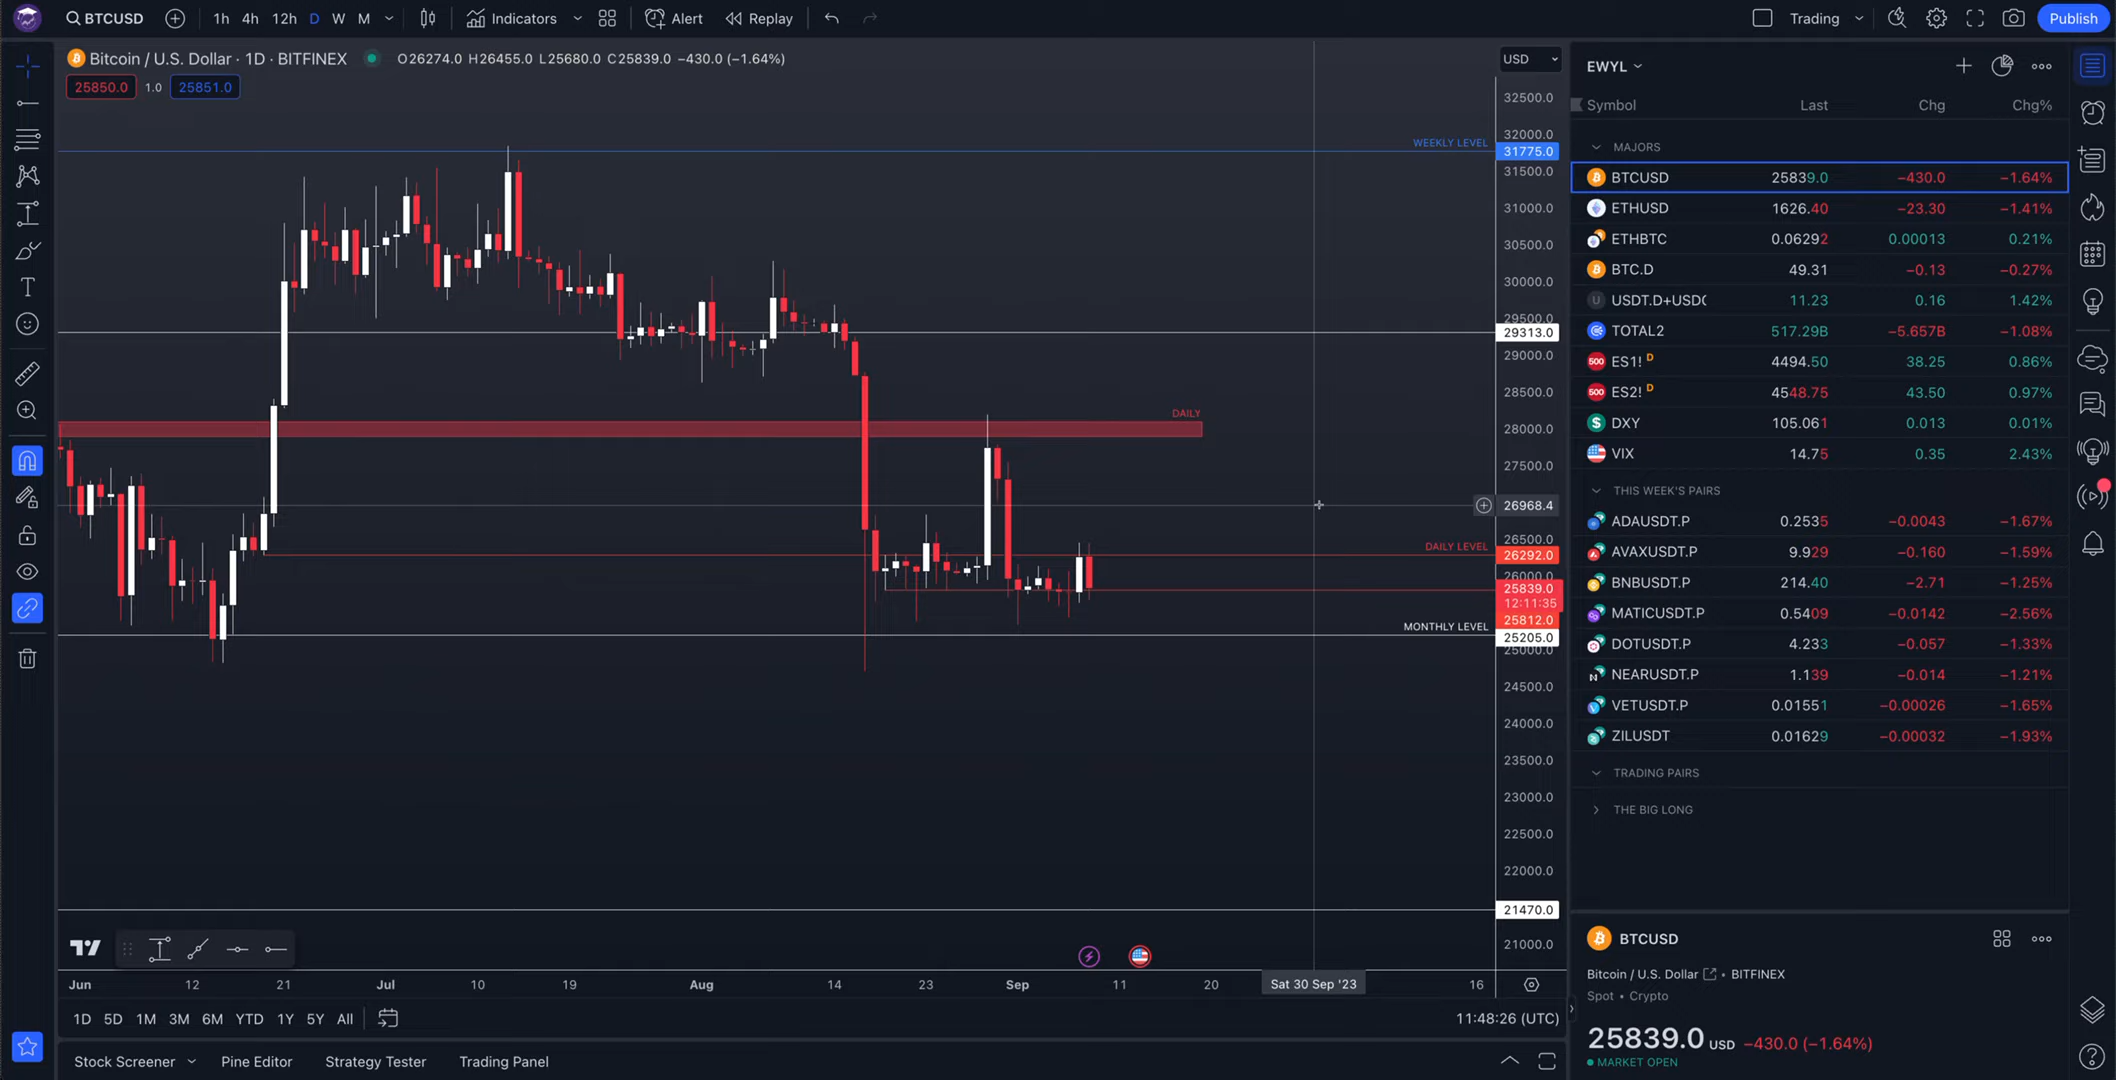 BTCUSD 1h 4h 12h D W M Indicators Alert Replay Trading Publish
Bitcoin / U.S. Dollar · 1D · BITFINEX O26274.0 H26455.0 L25680.0 C25839.0 −430.0 (−1.64%)
25850.0 1.0 25851.0
USD
32500.0
32000.0
WEEKLY LEVEL 31775.0
31500.0
31000.0
30500.0
30000.0
29500.0
29313.0
29000.0
28500.0
DAILY
28000.0
27500.0
26968.4
26500.0
DAILY LEVEL 26292.0
26000.0
25839.0
12:11:35
25812.0
MONTHLY LEVEL 25205.0
25000.0
24500.0
24000.0
23500.0
23000.0
22500.0
22000.0
21470.0
21000.0
Jun 12 21 Jul 10 19 Aug 14 23 Sep 11 20 Sat 30 Sep '23 16
1D 5D 1M 3M 6M YTD 1Y 5Y All 11:48:26 (UTC)
Stock Screener Pine Editor Strategy Tester Trading Panel
EWYL
Symbol Last Chg Chg%
MAJORS
BTCUSD 25839.0 −430.0 −1.64%
ETHUSD 1626.40 −23.30 −1.41%
ETHBTC 0.06292 0.00013 0.21%
BTC.D 49.31 −0.13 −0.27%
USDT.D+USDC 11.23 0.16 1.42%
TOTAL2 517.29B −5.657B −1.08%
500 ES1! D 4494.50 38.25 0.86%
500 ES2! D 4548.75 43.50 0.97%
DXY 105.061 0.013 0.01%
VIX 14.75 0.35 2.43%
THIS WEEK'S PAIRS
ADAUSDT.P 0.2535 −0.0043 −1.67%
AVAXUSDT.P 9.929 −0.160 −1.59%
BNBUSDT.P 214.40 −2.71 −1.25%
MATICUSDT.P 0.5409 −0.0142 −2.56%
DOTUSDT.P 4.233 −0.057 −1.33%
NEARUSDT.P 1.139 −0.014 −1.21%
VETUSDT.P 0.01551 −0.00026 −1.65%
ZILUSDT 0.01629 −0.00032 −1.93%
TRADING PAIRS
THE BIG LONG
BTCUSD
Bitcoin / U.S. Dollar • BITFINEX
Spot • Crypto
25839.0 USD −430.0 (−1.64%)
MARKET OPEN